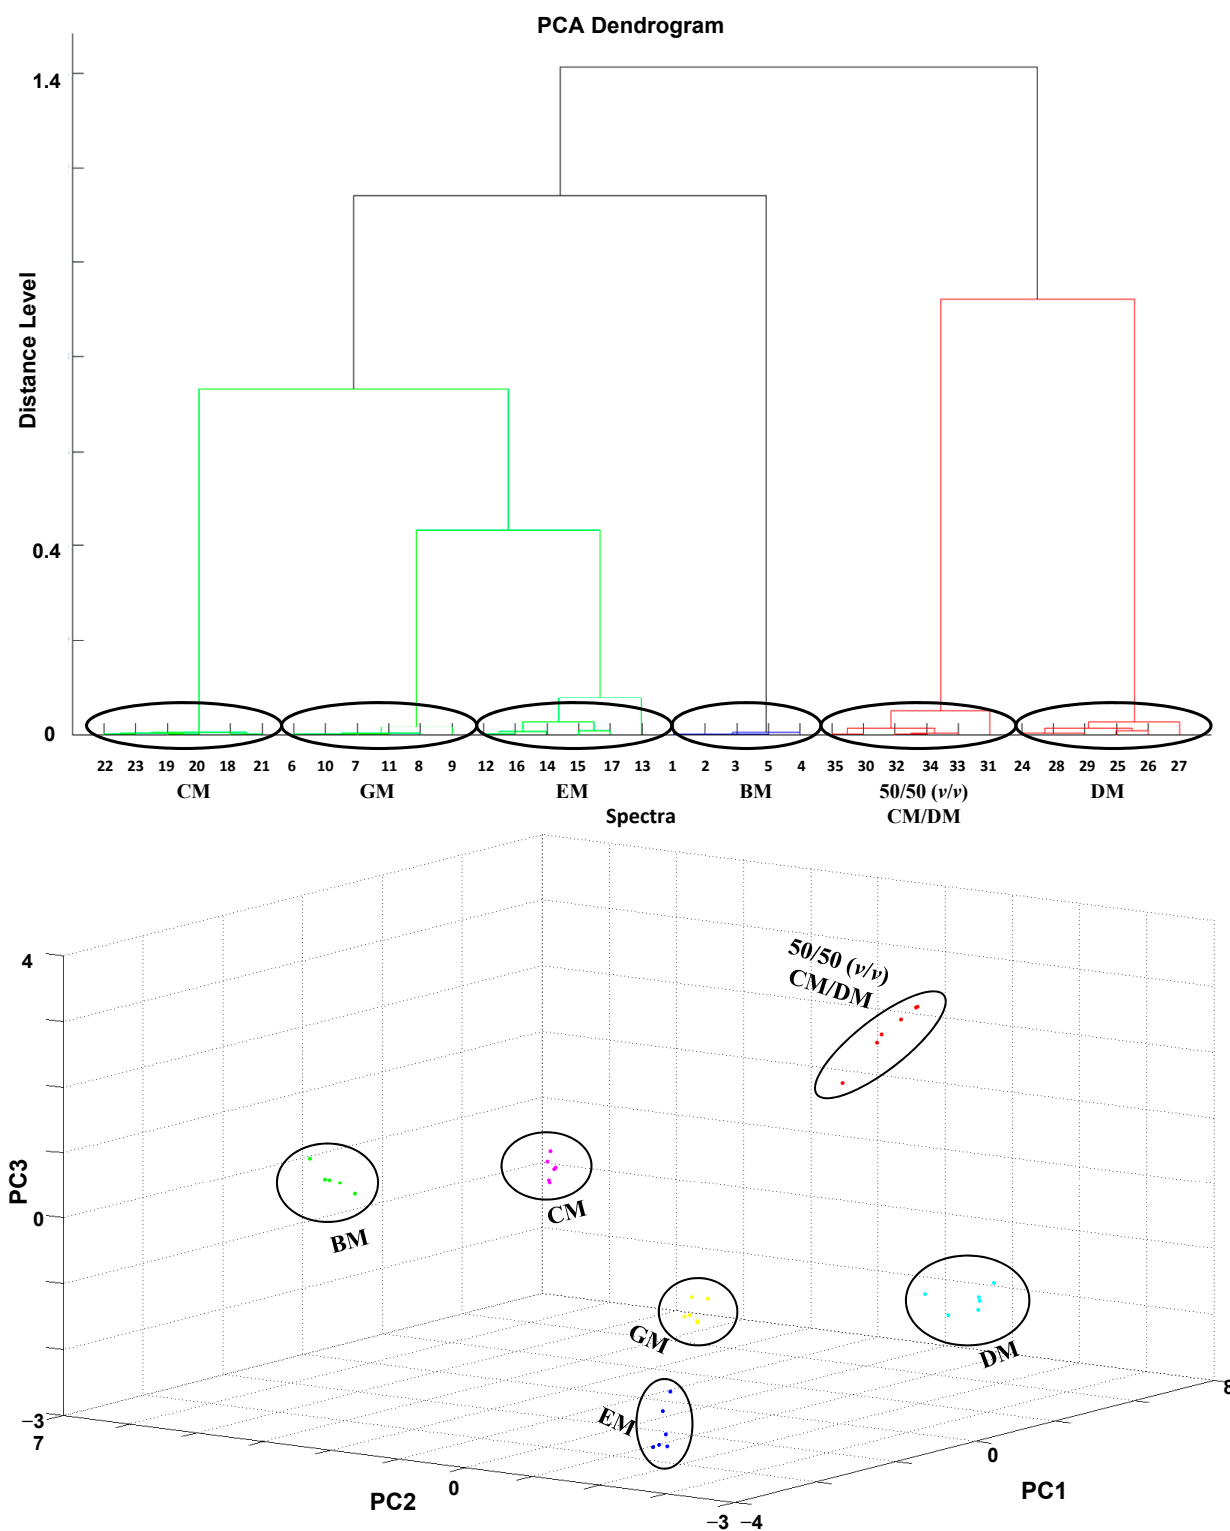 PCA Dendrogram
1.4
Distance Level
0.4
0
22 23 19 20 18 21 6 10 7 11 8 9 12 16 14 15 17 13 1 2 3 5 4 35 30 32 34 33 31 24 28 29 25 26 27
CM GM EM BM 50/50 (v/v) DM
CM/DM
Spectra
50/50 (v/v)
CM/DM
4
PC3
0
BM
CM
GM
DM
EM
−3
7
8
0
0
PC2
PC1
−3 −4